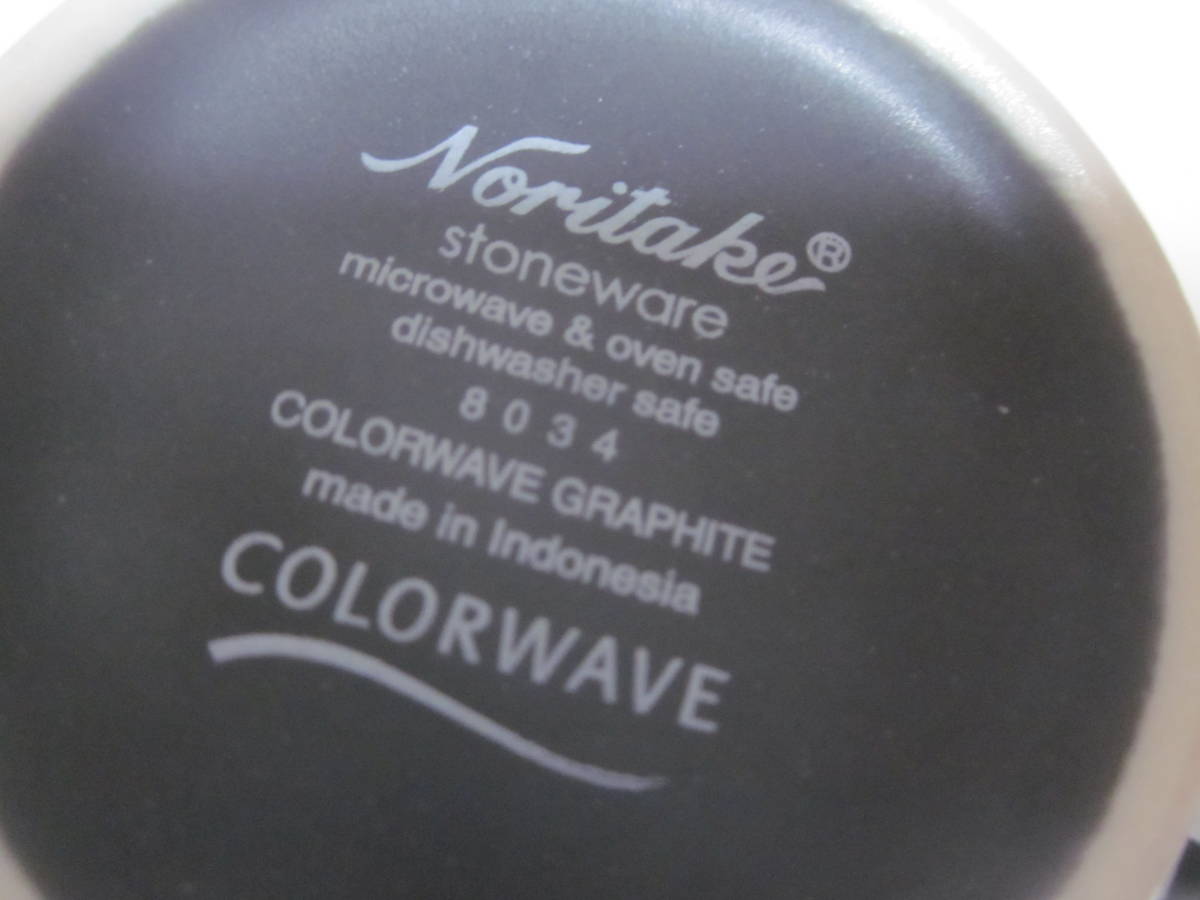 Noritake®
stoneware
microwave & oven safe
dishwasher safe
8034
COLORWAVE GRAPHITE
made in Indonesia
COLORWAVE